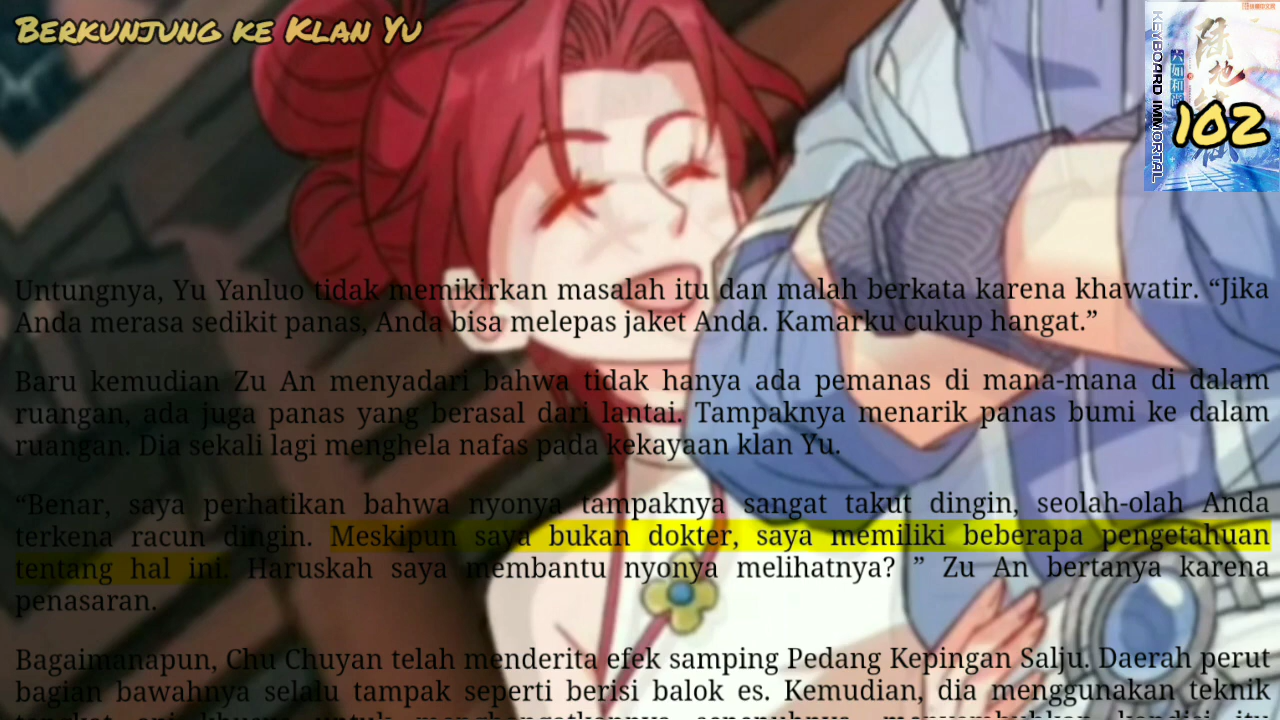 Berkunjung ke Klan Yu
KEYBOARD IMMORTAL
102
Untungnya, Yu Yanluo tidak memikirkan masalah itu dan malah berkata karena khawatir. “Jika
Anda merasa sedikit panas, Anda bisa melepas jaket Anda. Kamarku cukup hangat.”
Baru kemudian Zu An menyadari bahwa tidak hanya ada pemanas di mana-mana di dalam
ruangan, ada juga panas yang berasal dari lantai. Tampaknya menarik panas bumi ke dalam
ruangan. Dia sekali lagi menghela nafas pada kekayaan klan Yu.
“Benar, saya perhatikan bahwa nyonya tampaknya sangat takut dingin, seolah-olah Anda
terkena racun dingin. Meskipun saya bukan dokter, saya memiliki beberapa pengetahuan
tentang hal ini. Haruskah saya membantu nyonya melihatnya? ” Zu An bertanya karena
penasaran.
Bagaimanapun, Chu Chuyan telah menderita efek samping Pedang Kepingan Salju. Daerah perut
bagian bawahnya selalu tampak seperti berisi balok es. Kemudian, dia menggunakan teknik